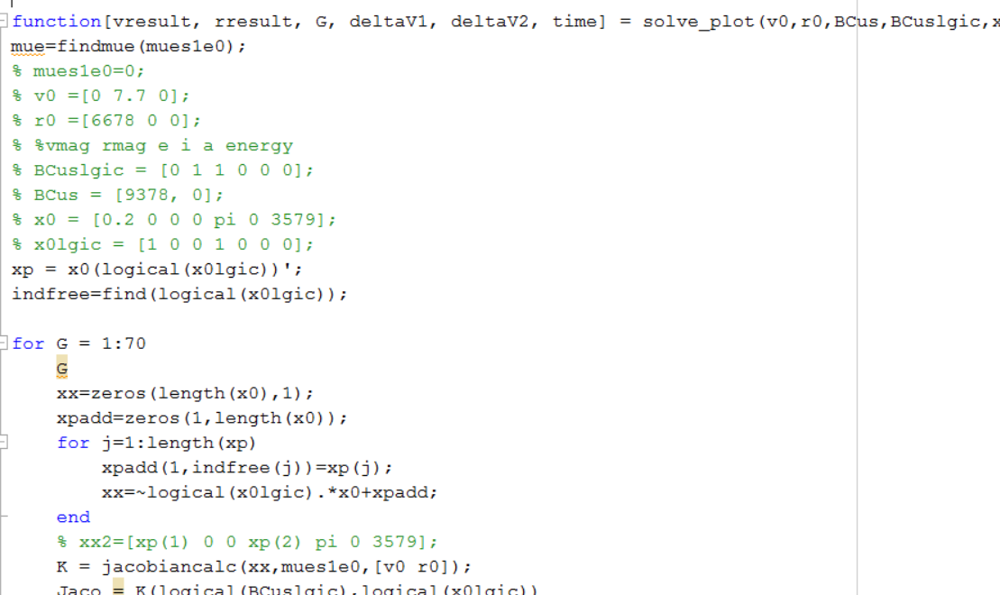 function[vresult, rresult, G, deltaV1, deltaV2, time] = solve_plot(v0,r0,BCus,BCuslgic,x
mue=findmue(mues1e0);
% mues1e0=0;
% v0 =[0 7.7 0];
% r0 =[6678 0 0];
% %vmag rmag e i a energy
% BCuslgic = [0 1 1 0 0 0];
% BCus = [9378, 0];
% x0 = [0.2 0 0 0 pi 0 3579];
% x0lgic = [1 0 0 1 0 0 0];
xp = x0(logical(x0lgic))';
indfree=find(logical(x0lgic));
for G = 1:70
G
xx=zeros(length(x0),1);
xpadd=zeros(1,length(x0));
for j=1:length(xp)
xpadd(1,indfree(j))=xp(j);
xx=~logical(x0lgic).*x0+xpadd;
end
% xx2=[xp(1) 0 0 xp(2) pi 0 3579];
K = jacobiancalc(xx,mues1e0,[v0 r0]);
Jaco = K(logical(BCuslgic),logical(x0lgic))